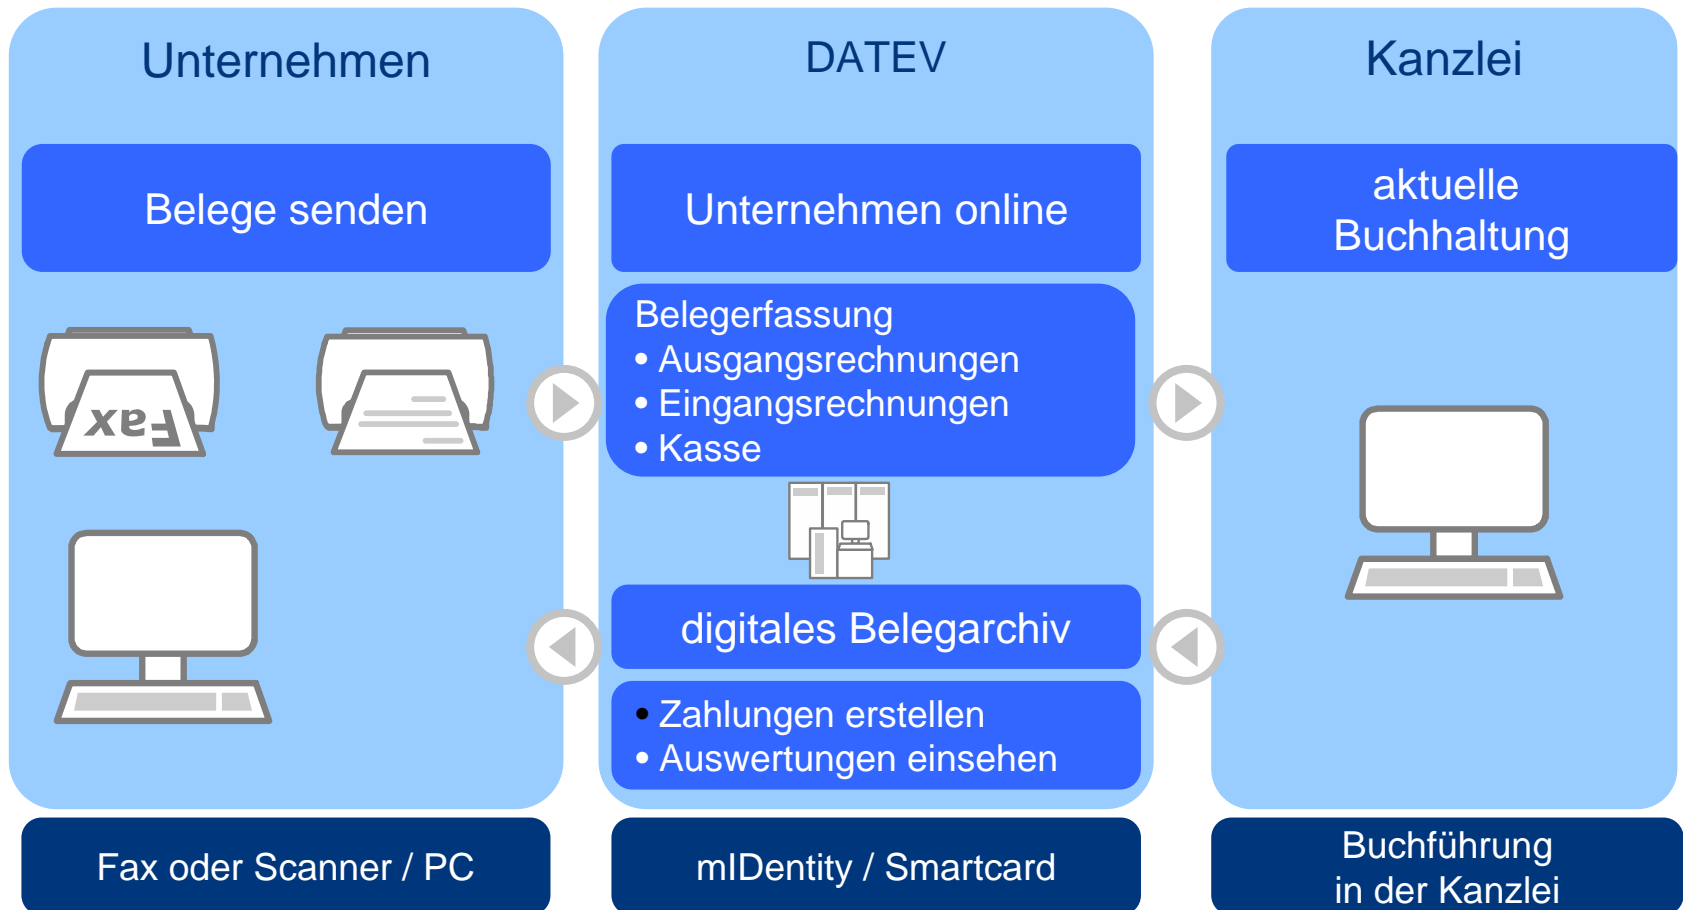 Unternehmen
Belege senden
Fax
Fax oder Scanner / PC
DATEV
Unternehmen online
Belegerfassung
• Ausgangsrechnungen
• Eingangsrechnungen
• Kasse
digitales Belegarchiv
• Zahlungen erstellen
• Auswertungen einsehen
mIDentity / Smartcard
Kanzlei
aktuelle
Buchhaltung
Buchführung
in der Kanzlei